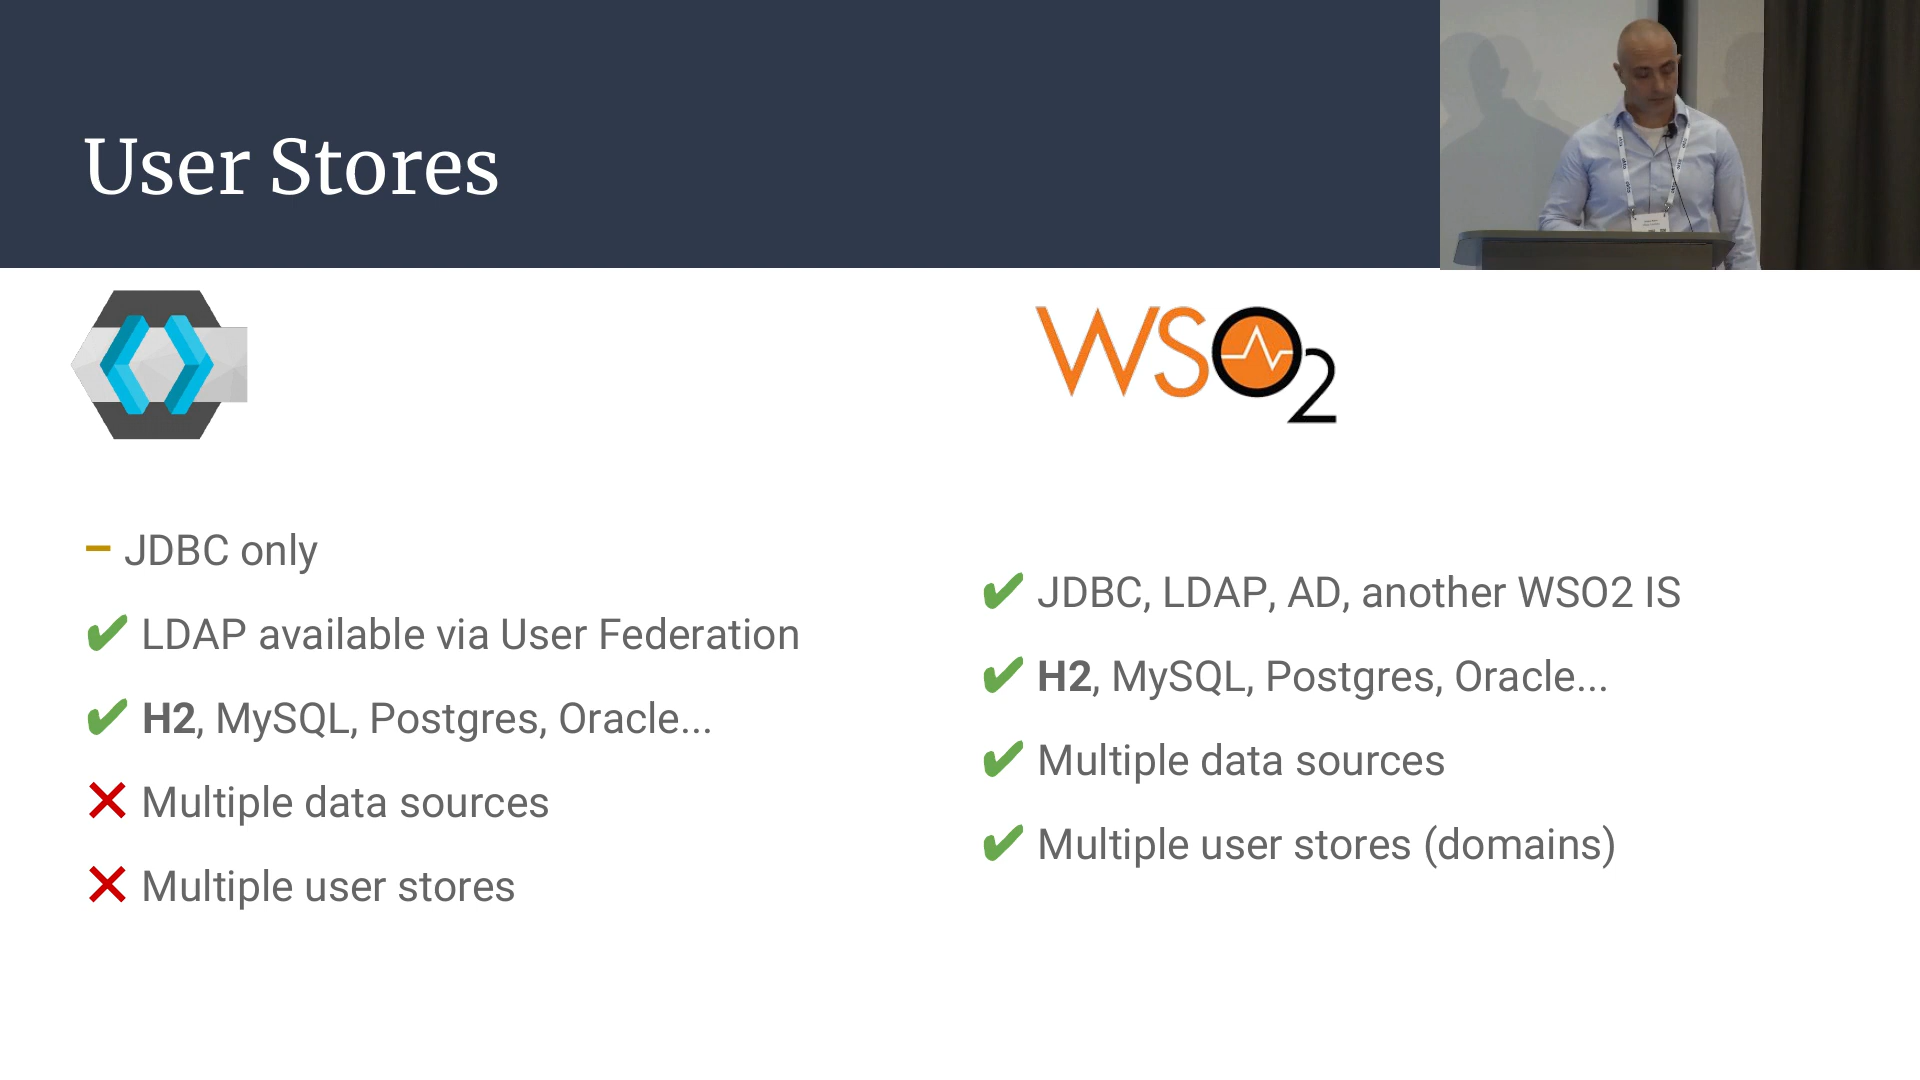 User Stores
WSO2
– JDBC only
✔ LDAP available via User Federation
✔ H2, MySQL, Postgres, Oracle...
✕ Multiple data sources
✕ Multiple user stores
✔ JDBC, LDAP, AD, another WSO2 IS
✔ H2, MySQL, Postgres, Oracle...
✔ Multiple data sources
✔ Multiple user stores (domains)